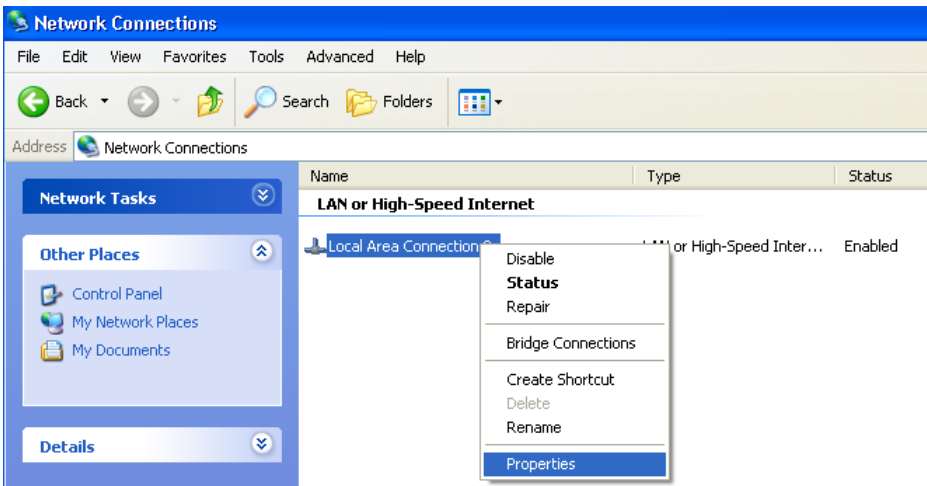 Network Connections
File Edit View Favorites Tools Advanced Help
Back Search Folders
Address Network Connections
Name Type Status
Network Tasks
LAN or High-Speed Internet
Local Area Connection or High-Speed Inter... Enabled
Other Places
Control Panel
My Network Places
My Documents
Details
Disable
Status
Repair
Bridge Connections
Create Shortcut
Delete
Rename
Properties